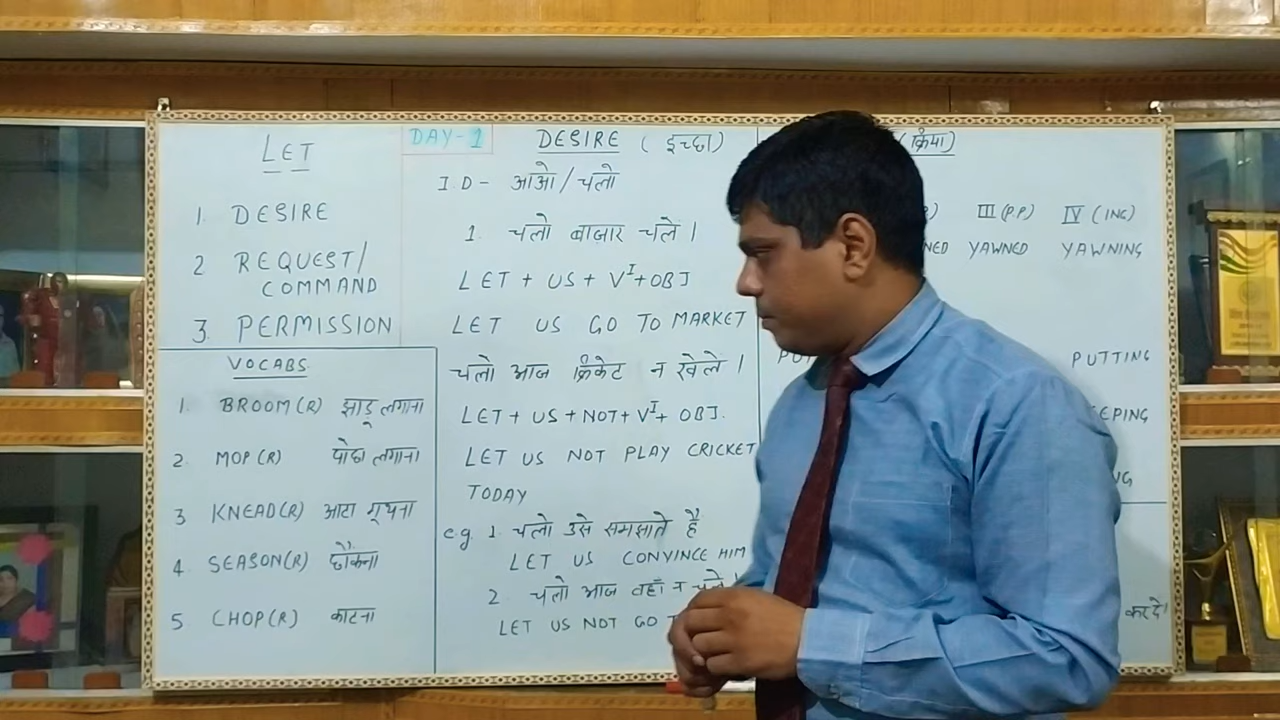 LET
1. DESIRE
2 REQUEST/
COMMAND
3. PERMISSION
VOCABS
1. BROOM(R) झाड़ू लगाना
2. MOP(R) पोछा लगाना
3 KNEAD(R) आटा गूथना
4. SEASON(R) छौकना
5 CHOP(R) काटना
DAY-1
DESIRE (इच्छा)
I.D- आओ/चलो
1. चलो बाजार चले ।
LET + US + V I + OBJ
LET US GO TO MARKET
चलो आज क्रिकेट न खेले ।
LET + US + NOT + V I + OBJ.
LET US NOT PLAY CRICKET
TODAY
e.g. 1. चलो उसे समझाते है
LET US CONVINCE HIM
2. चलो आज वहाँ न चले।
LET US NOT GO
(क्रिया)
III (P.P) IV (ING)
YAWNED YAWNING
PUTTING
करदे।